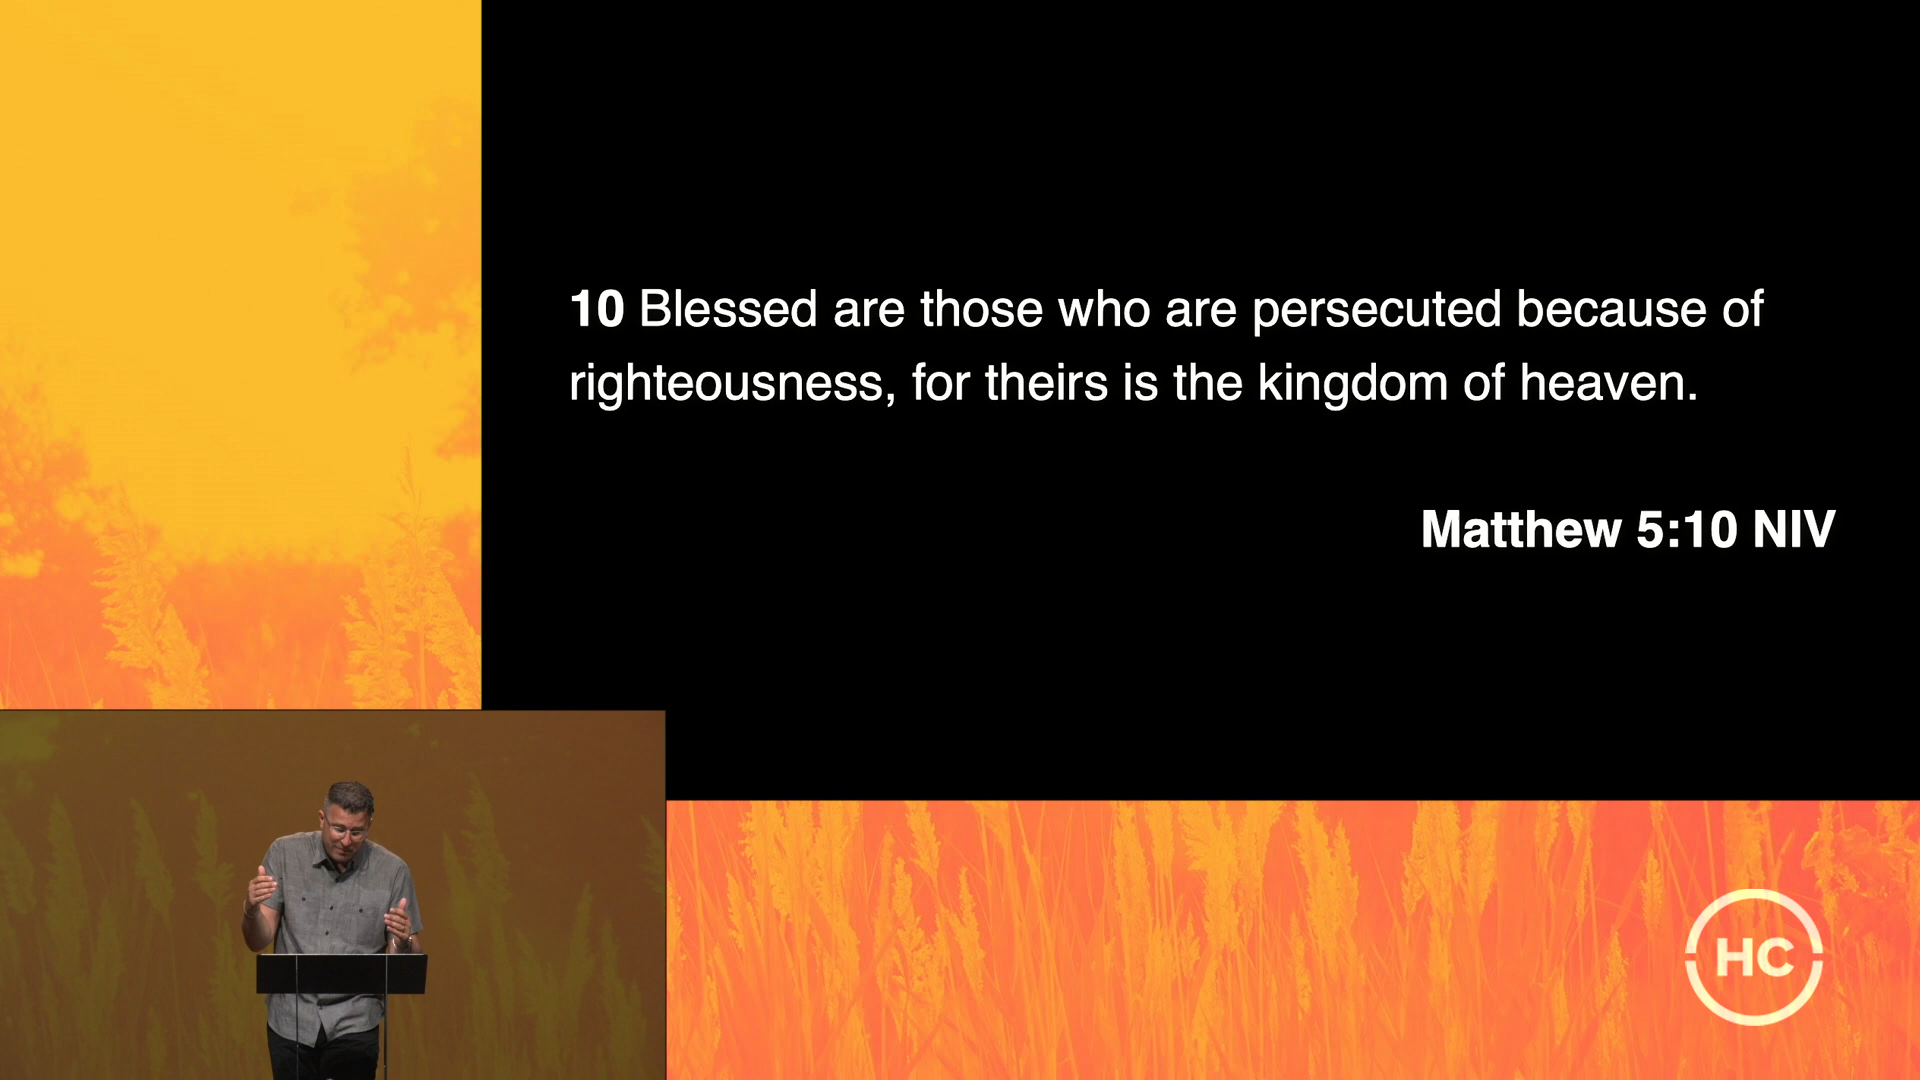 10 Blessed are those who are persecuted because of
righteousness, for theirs is the kingdom of heaven.
Matthew 5:10 NIV
HC